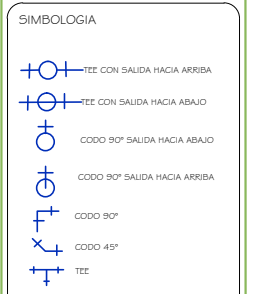 SIMBOLOGIA
TEE CON SALIDA HACIA ARRIBA
TEE CON SALIDA HACIA ABAJO
CODO 90° SALIDA HACIA ABAJO
CODO 90° SALIDA HACIA ARRIBA
CODO 90°
CODO 45°
TEE